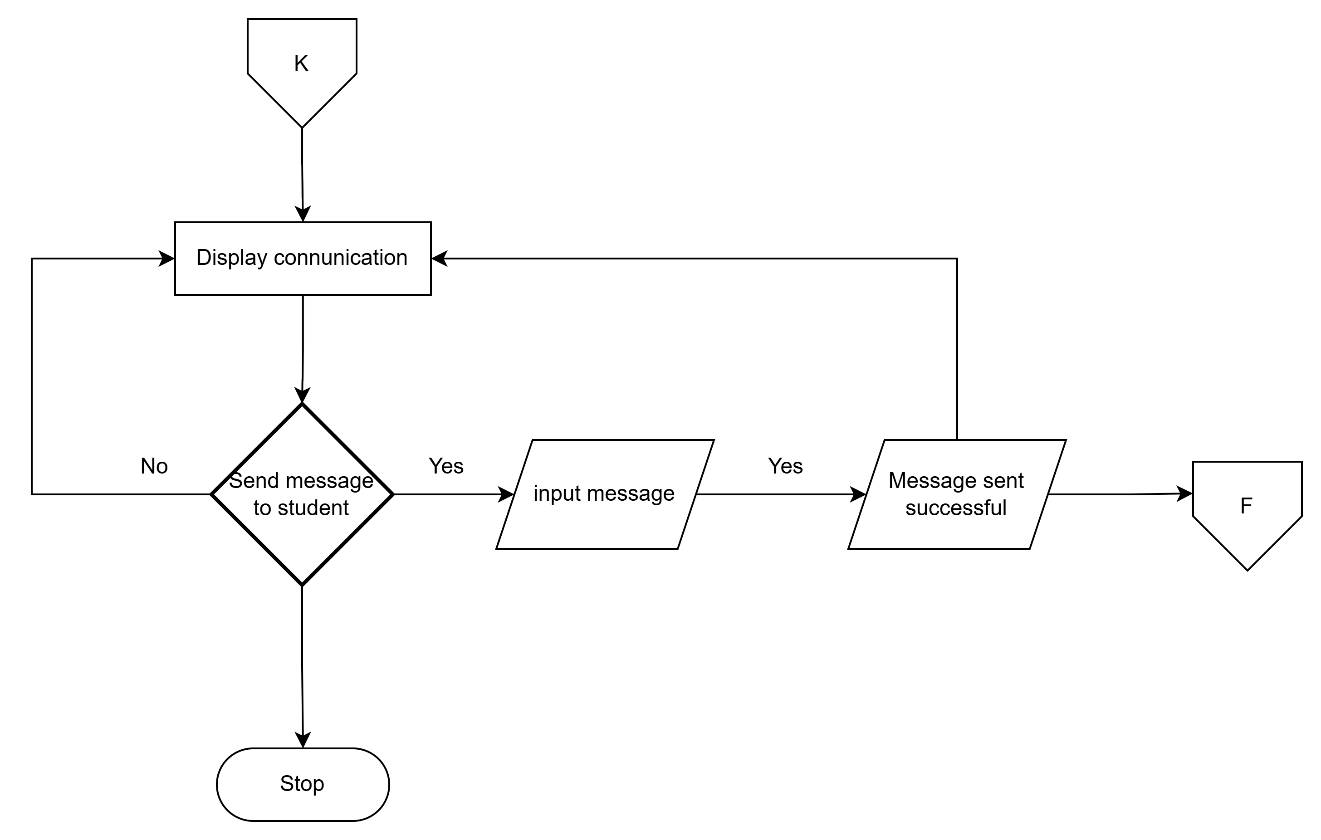 K
Display connunication
No
Send message
to student
Yes
input message
Yes
Message sent
successful
F
Stop